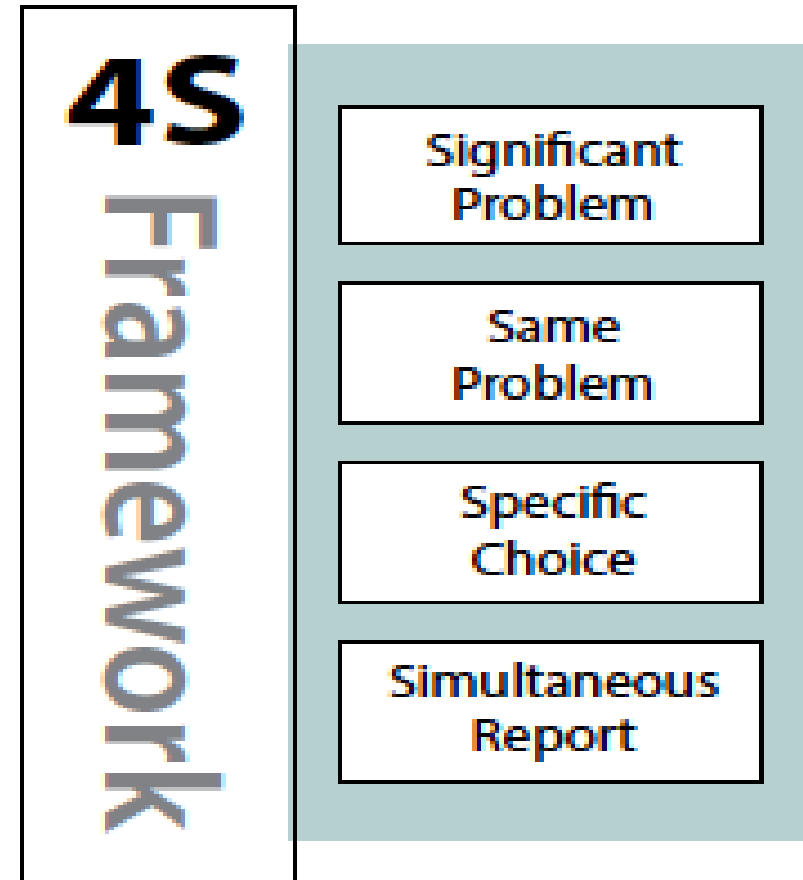 4S
Framework
Significant
Problem
Same
Problem
Specific
Choice
Simultaneous
Report